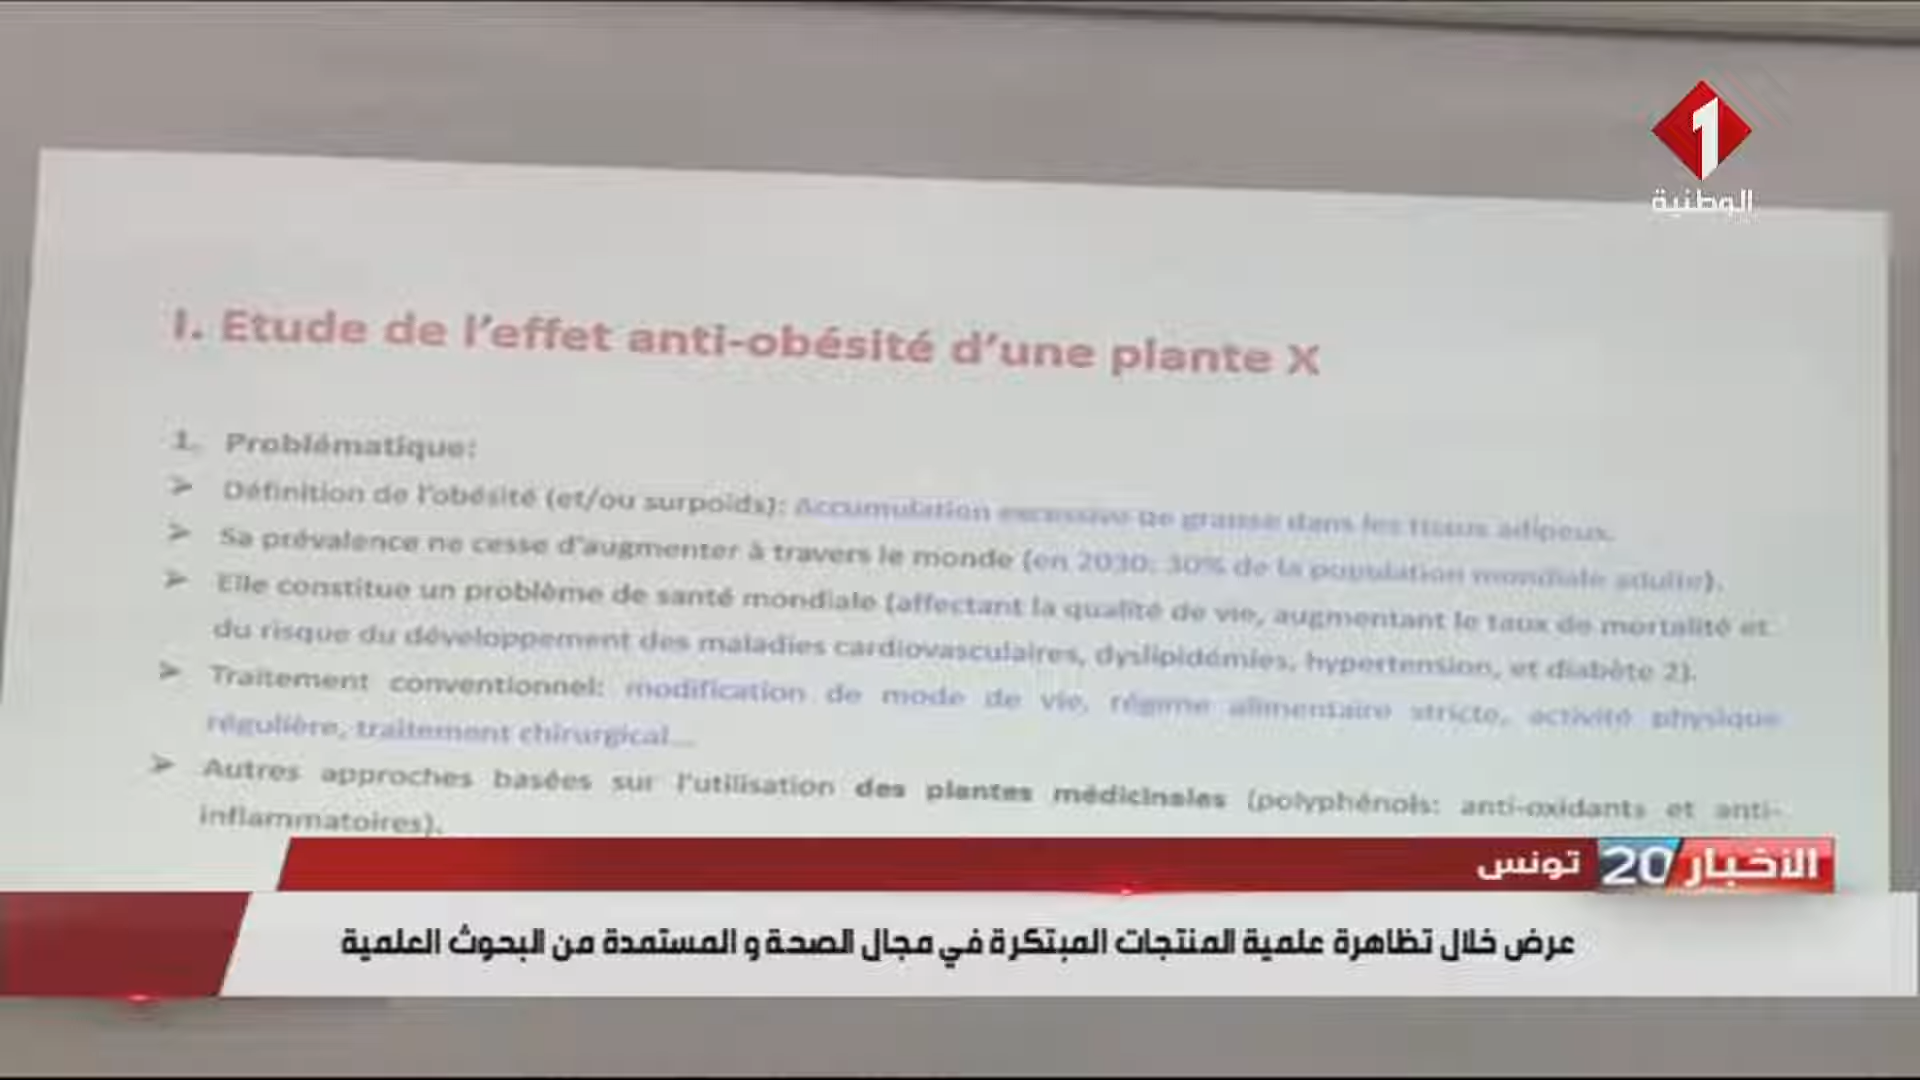 1
الوطنية
I. Etude de l'effet anti-obésité d'une plante X
1. Problématique:
➢ Définition de l'obésité (et/ou surpoids): Accumulation excessive de graisse dans les tissus adipeux.
➢ Sa prévalence ne cesse d'augmenter à travers le monde (en 2030: 30% de la population mondiale adulte).
➢ Elle constitue un problème de santé mondiale (affectant la qualité de vie, augmentant le taux de mortalité et
du risque du développement des maladies cardiovasculaires, dyslipidémies, hypertension, et diabète 2).
➢ Traitement conventionnel: modification de mode de vie, régime alimentaire stricte, activité physique
régulière, traitement chirurgical...
➢ Autres approches basées sur l'utilisation des plantes médicinales (polyphénols: anti-oxidants et anti-
inflammatoires).
الأخبار 20 تونس
عرض خلال تظاهرة علمية المنتجات المبتكرة في مجال الصحة و المستمدة من البحوث العلمية